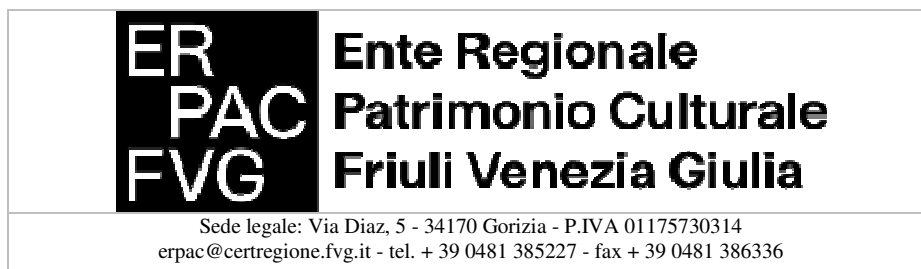 ER
PAC
FVG
Ente Regionale
Patrimonio Culturale
Friuli Venezia Giulia
Sede legale: Via Diaz, 5 - 34170 Gorizia - P.IVA 01175730314
erpac@certregione.fvg.it - tel. + 39 0481 385227 - fax + 39 0481 386336